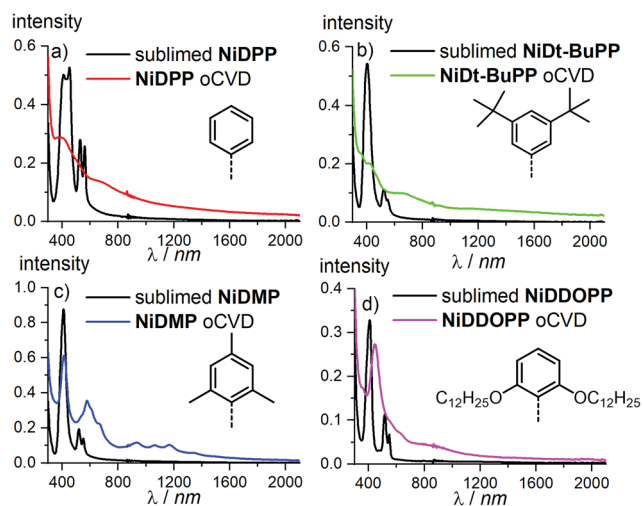 intensity
a)
sublimed NiDPP
NiDPP oCVD
0.6
0.4
0.2
0.0
400 800 1200 1600 2000
λ / nm
intensity
b)
sublimed NiDt-BuPP
NiDt-BuPP oCVD
0.6
0.4
0.2
0.0
400 800 1200 1600 2000
λ / nm
intensity
c)
sublimed NiDMP
NiDMP oCVD
1.0
0.8
0.6
0.4
0.2
0.0
400 800 1200 1600 2000
λ / nm
intensity
d)
sublimed NiDDOPP
NiDDOPP oCVD
0.4
0.3
0.2
0.1
0.0
C12H25O OC12H25
400 800 1200 1600 2000
λ / nm